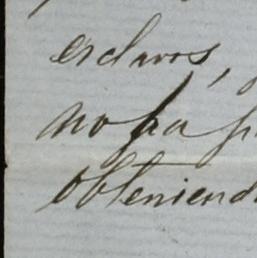 esclavos,
no ha
obteniend